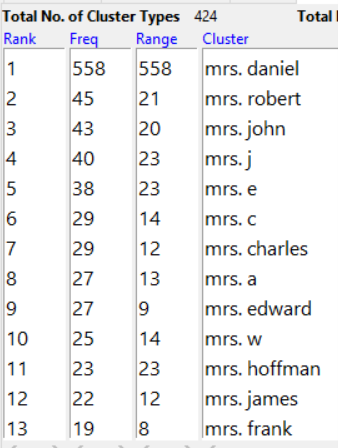 Total No. of Cluster Types 424 Total
Rank Freq Range Cluster
1 558 558 mrs. daniel
2 45 21 mrs. robert
3 43 20 mrs. john
4 40 23 mrs. j
5 38 23 mrs. e
6 29 14 mrs. c
7 29 12 mrs. charles
8 27 13 mrs. a
9 27 9 mrs. edward
10 25 14 mrs. w
11 23 23 mrs. hoffman
12 22 12 mrs. james
13 19 8 mrs. frank